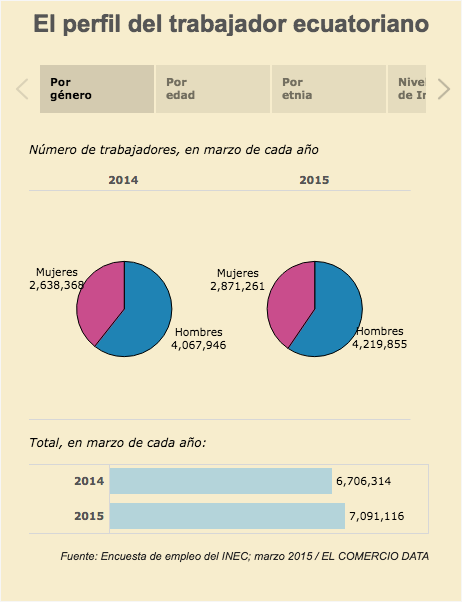 El perfil del trabajador ecuatoriano
Por
género
Por
edad
Por
etnia
Nivel
de In
Número de trabajadores, en marzo de cada año
2014
2015
Mujeres
2,638,368
Hombres
4,067,946
Mujeres
2,871,261
Hombres
4,219,855
Total, en marzo de cada año:
2014
6,706,314
2015
7,091,116
Fuente: Encuesta de empleo del INEC; marzo 2015 / EL COMERCIO DATA